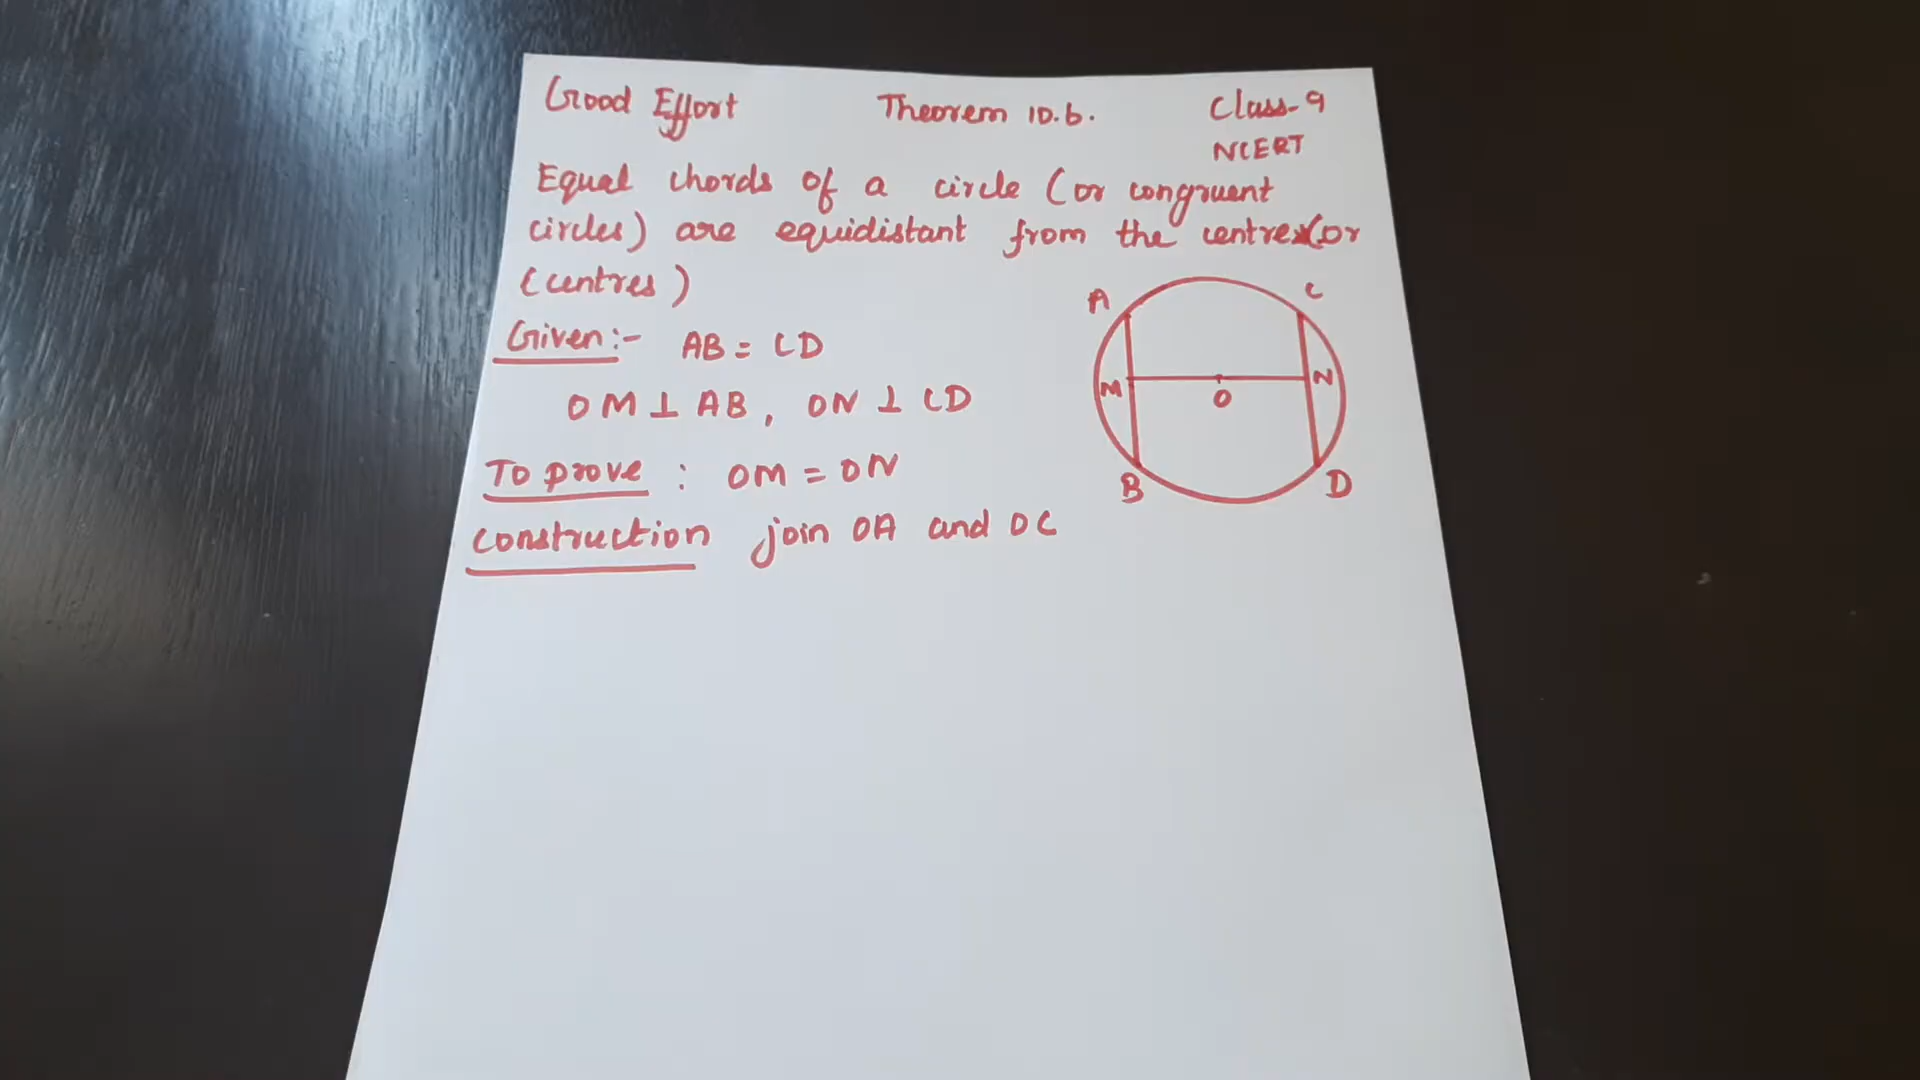 Good Effort Theorem 10.6. Class-9
NCERT
Equal chords of a circle (or congruent
circles) are equidistant from the centre (or
(centres)
Given:- AB = CD
OM ⊥ AB, ON ⊥ CD
To prove : OM = ON
Construction join OA and OC
A C
M O N
B D